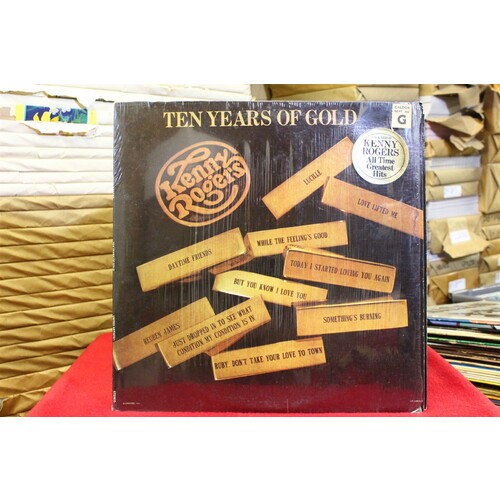 TEN YEARS OF GOLD
G
KENNY
ROGERS
All Time
Greatest
Hits
Kenny
Rogers
LUCILLE
LOVE LIFTED ME
WHILE THE FEELING'S GOOD
DAYTIME FRIENDS
TODAY I STARTED LOVING YOU AGAIN
BUT YOU KNOW I LOVE YOU
SOMETHING'S BURNING
REUBEN JAMES
JUST DROPPED IN TO SEE WHAT
CONDITION MY CONDITION IS IN
RUBY DON'T TAKE YOUR LOVE TO TOWN